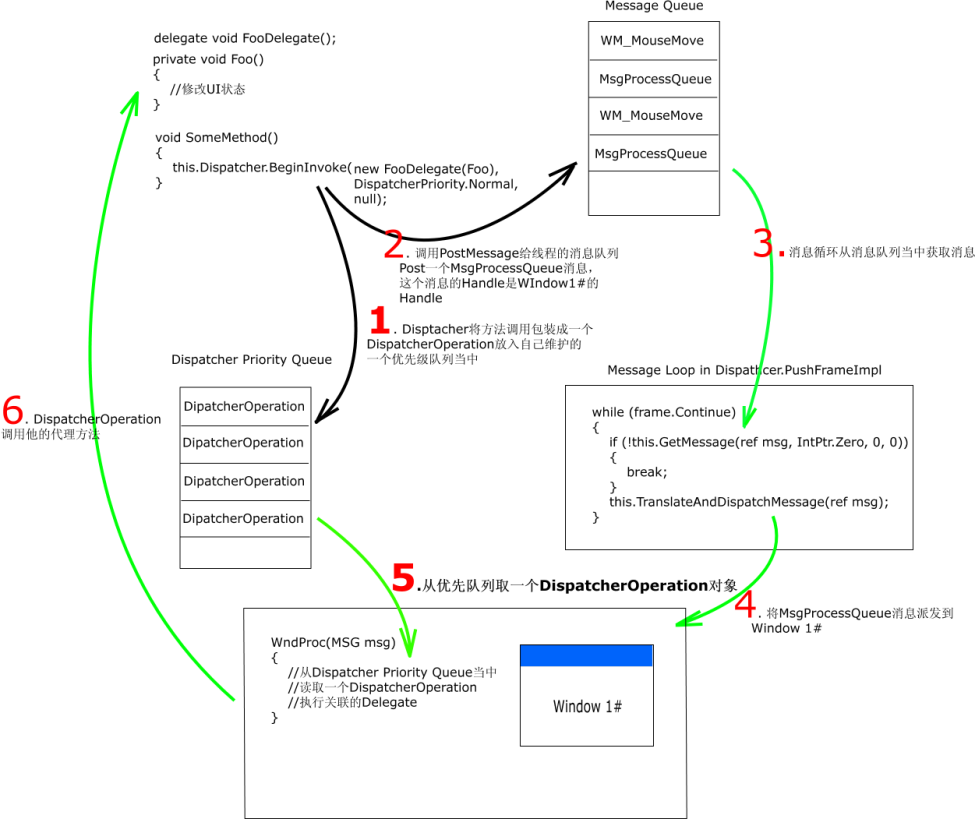 Message Queue
WM_MouseMove
MsgProcessQueue
WM_MouseMove
MsgProcessQueue
delegate void FooDelegate();
private void Foo()
{
//修改UI状态
}
void SomeMethod()
{
this.Dispatcher.BeginInvoke(new FooDelegate(Foo),
DispatcherPriority.Normal,
null);
}
2. 调用PostMessage给线程的消息队列
Post一个MsgProcessQueue消息，
这个消息的Handle是WIndow1#的
Handle
3.消息循环从消息队列当中获取消息
1. Disptacher将方法调用包装成一个
DispatcherOperation放入自己维护的
一个优先级队列当中
Dispatcher Priority Queue
DipatcherOperation
DipatcherOperation
DipatcherOperation
DipatcherOperation
Message Loop in Dispathcer.PushFrameImpl
while (frame.Continue)
{
if (!this.GetMessage(ref msg, IntPtr.Zero, 0, 0))
{
break;
}
this.TranslateAndDispatchMessage(ref msg);
}
6. DispatcherOperation
调用他的代理方法
5.从优先队列取一个DispatcherOperation对象
4. 将MsgProcessQueue消息派发到
Window 1#
WndProc(MSG msg)
{
//从Dispatcher Priority Queue当中
//读取一个DispatcherOperation
//执行关联的Delegate
}
Window 1#